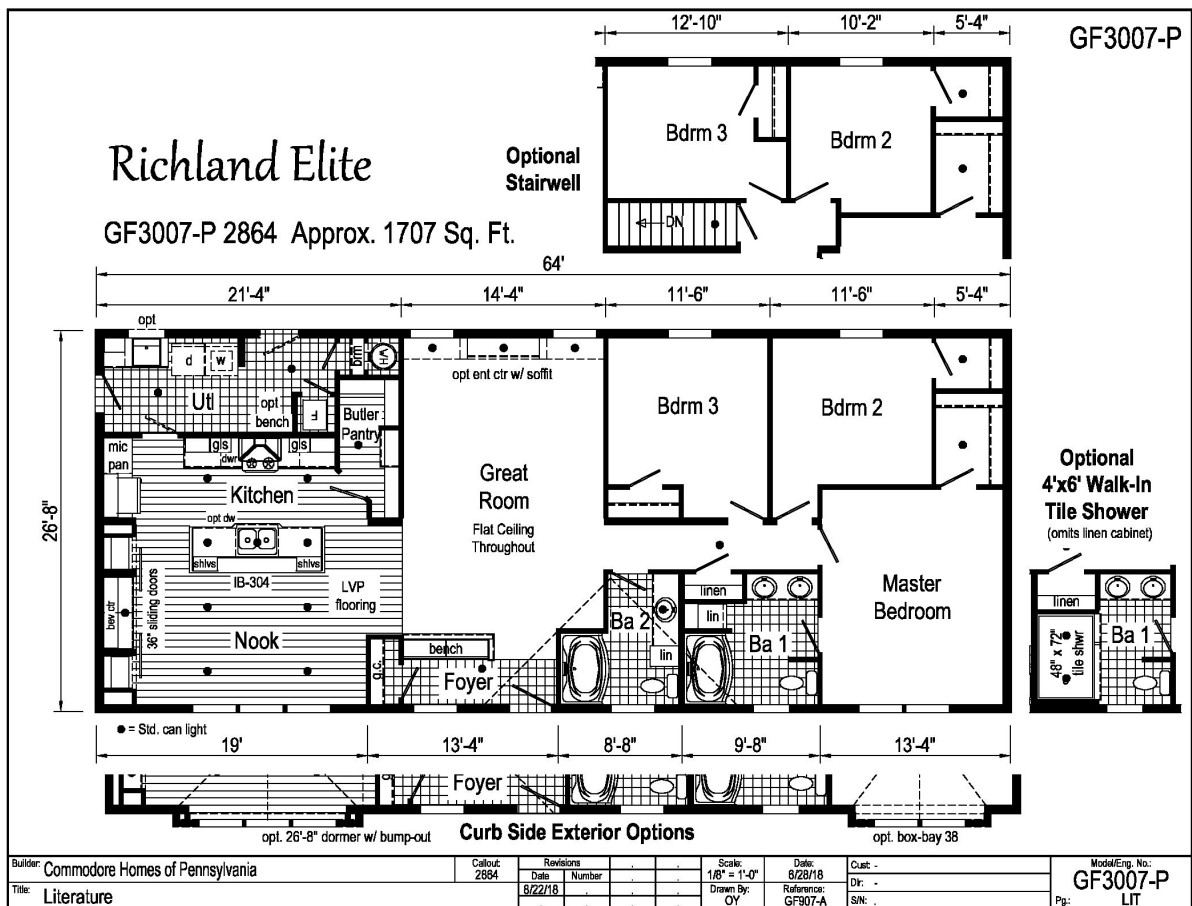 12'-10" 10'-2" 5'-4"
GF3007-P
Bdrm 3
Bdrm 2
Optional
Stairwell
DN
Richland Elite
GF3007-P 2864 Approx. 1707 Sq. Ft.
64'
21'-4" 14'-4" 11'-6" 11'-6" 5'-4"
opt
d
w
brm
WH
opt ent ctr w/ soffit
Utl
opt
bench
F
Butler
Pantry
Bdrm 3
Bdrm 2
26'-8"
mic
pan
g|s
dwr
g|s
Kitchen
opt dw
shlvs
shlvs
IB-304
Great
Room
Flat Ceiling
Throughout
LVP
flooring
bev ctr
36" sliding doors
Nook
g.c.
bench
Foyer
Ba 2
lin
linen
lin
Ba 1
Master
Bedroom
Optional
4'x6' Walk-In
Tile Shower
(omits linen cabinet)
linen
48" x 72"
tile shwr
Ba 1
● = Std. can light
19' 13'-4" 8'-8" 9'-8" 13'-4"
Foyer
opt. 26'-8" dormer w/ bump-out
Curb Side Exterior Options
opt. box-bay 38
Builder: Commodore Homes of Pennsylvania
Title: Literature
Callout:
2864
Revisions
Date Number
8/22/18
Scale:
1/8" = 1'-0"
Drawn By:
OY
Date:
6/28/18
Reference:
GF907-A
Cust: -
Dir: -
S/N: .
Model/Eng. No.:
GF3007-P
Pg.: LIT